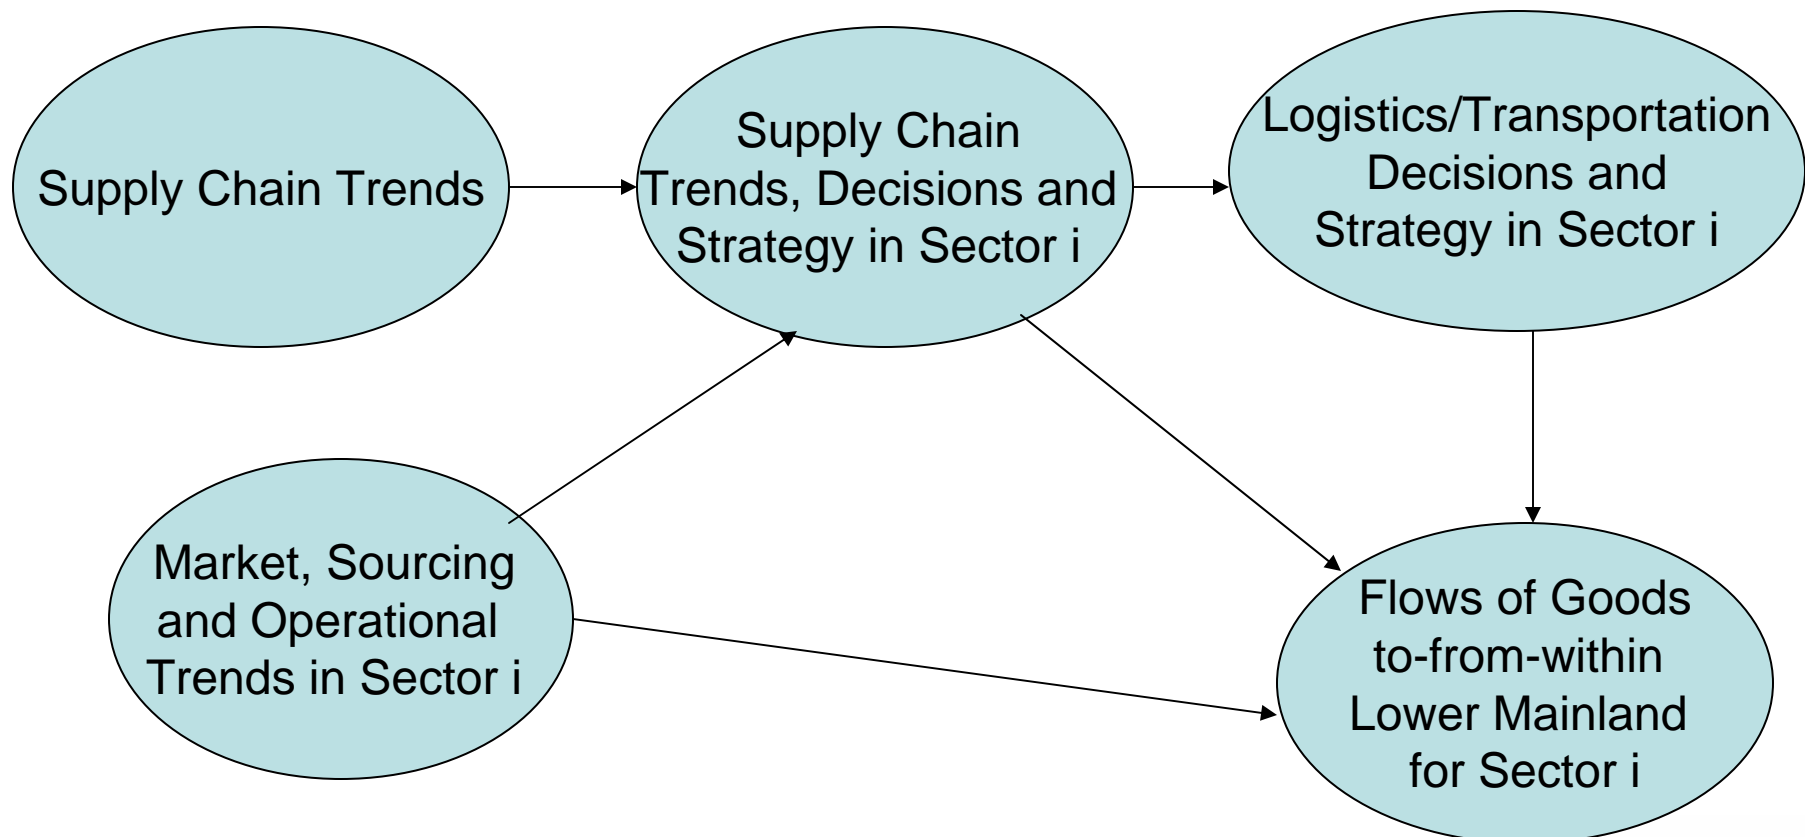 Supply Chain Trends
Supply Chain
Trends, Decisions and
Strategy in Sector i
Logistics/Transportation
Decisions and
Strategy in Sector i
Market, Sourcing
and Operational
Trends in Sector i
Flows of Goods
to-from-within
Lower Mainland
for Sector i